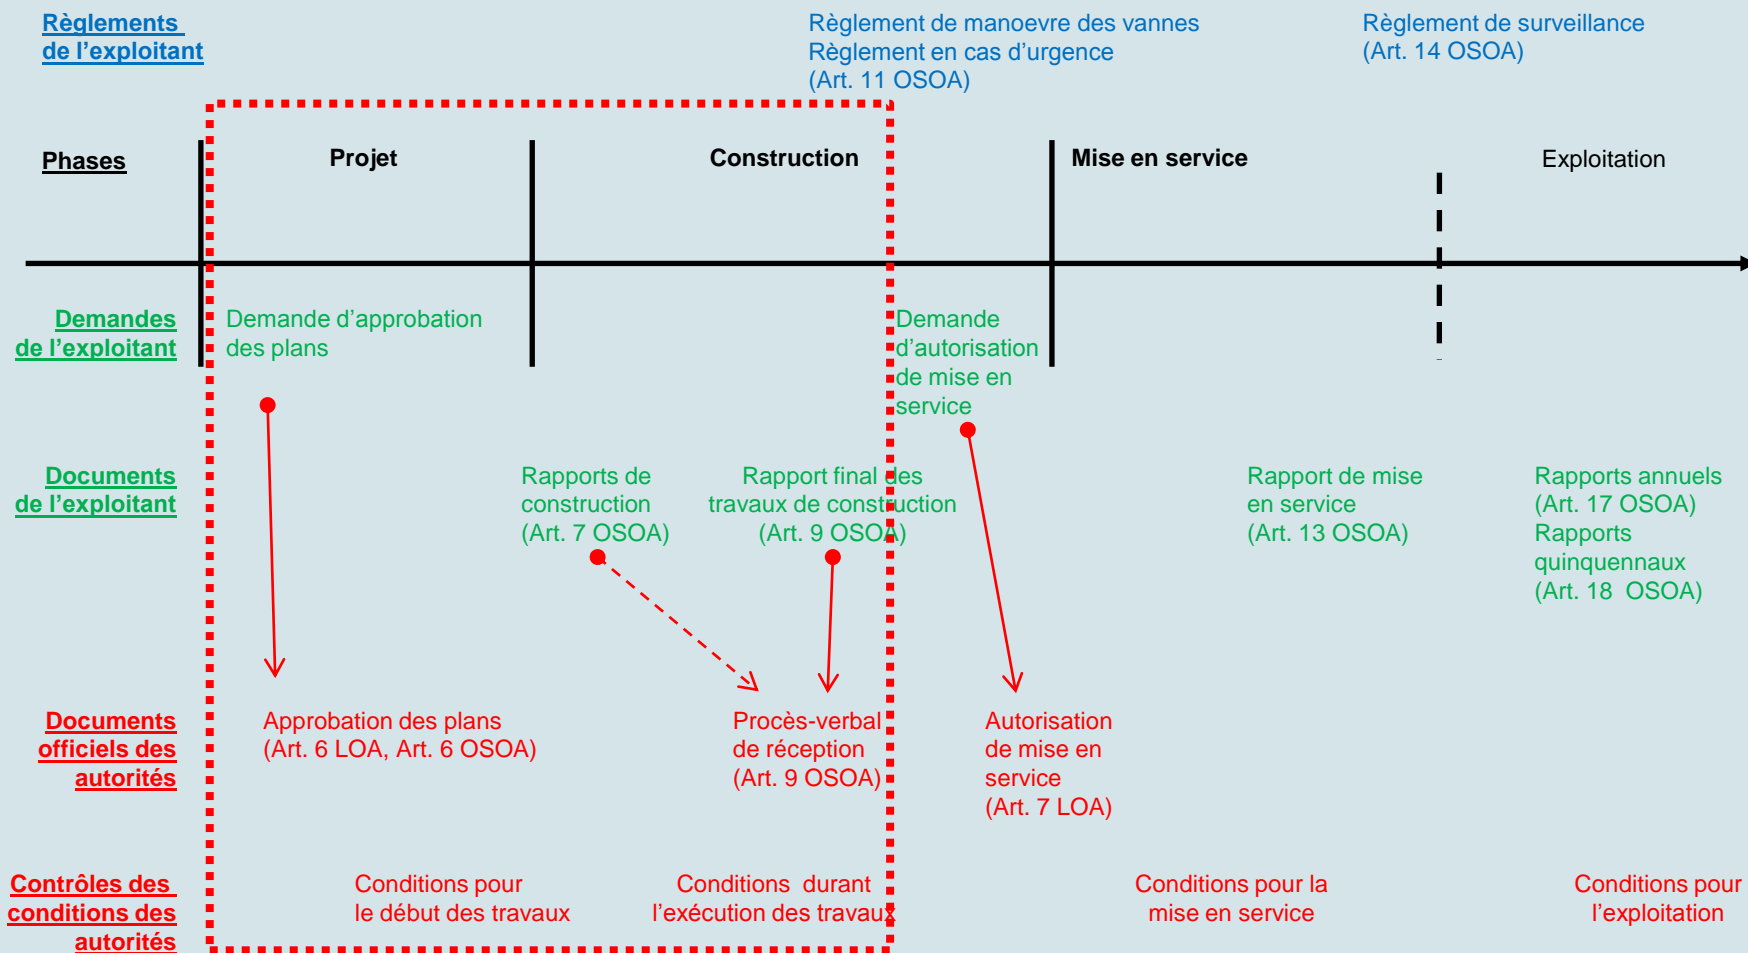 Règlements
de l'exploitant
Règlement de manoevre des vannes
Règlement en cas d'urgence
(Art. 11 OSOA)
Règlement de surveillance
(Art. 14 OSOA)
Phases
Projet
Construction
Mise en service
Exploitation
Demandes
de l'exploitant
Demande d'approbation
des plans
Demande
d'autorisation
de mise en
service
Documents
de l'exploitant
Rapports de
construction
(Art. 7 OSOA)
Rapport final des
travaux de construction
(Art. 9 OSOA)
Rapport de mise
en service
(Art. 13 OSOA)
Rapports annuels
(Art. 17 OSOA)
Rapports
quinquennaux
(Art. 18  OSOA)
Documents
officiels des
autorités
Approbation des plans
(Art. 6 LOA, Art. 6 OSOA)
Procès-verbal
de réception
(Art. 9 OSOA)
Autorisation
de mise en
service
(Art. 7 LOA)
Contrôles des
conditions des
autorités
Conditions pour
le début des travaux
Conditions  durant
l'exécution des travaux
Conditions pour la
mise en service
Conditions pour
l'exploitation